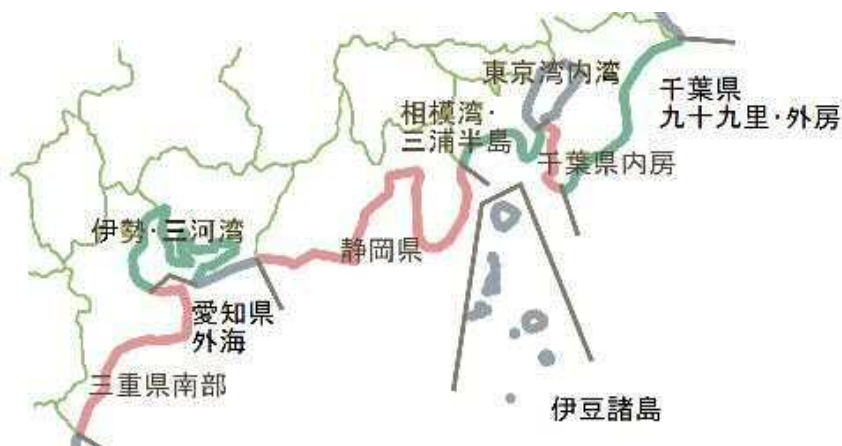 東京湾内湾
千葉県
九十九里・外房
相模湾・
三浦半島
千葉県内房
伊勢・三河湾
静岡県
愛知県
外海
三重県南部
伊豆諸島